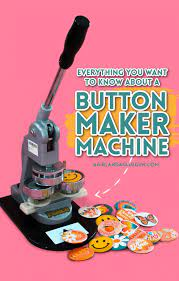 EVERYTHING YOU WANT
TO KNOW ABOUT A
BUTTON
MAKER
MACHINE